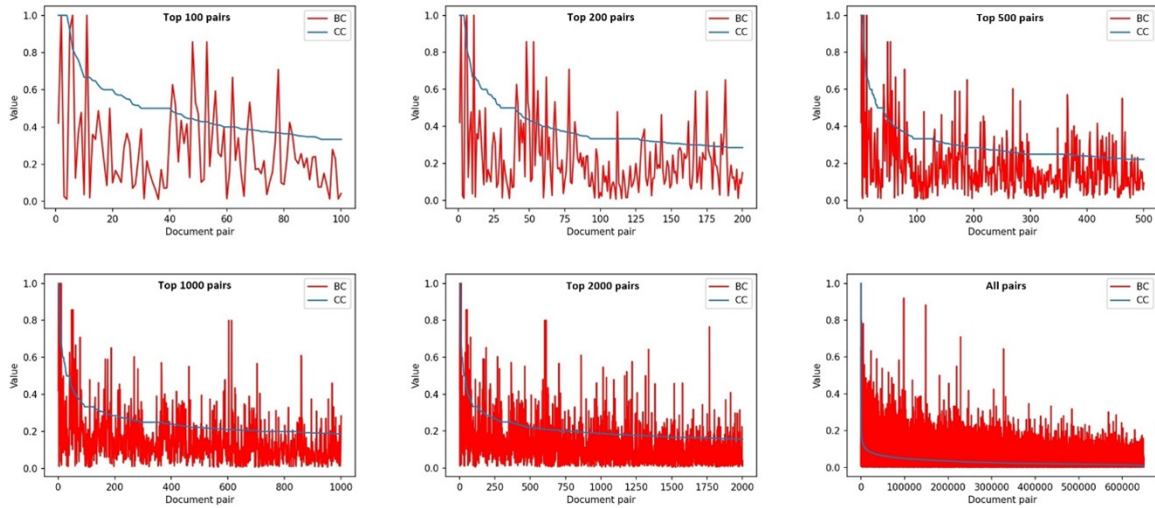 Top 100 pairs
BC
CC
Value
1.0
0.8
0.6
0.4
0.2
0.0
0 20 40 60 80 100
Document pair
Top 200 pairs
BC
CC
Value
1.0
0.8
0.6
0.4
0.2
0.0
0 25 50 75 100 125 150 175 200
Document pair
Top 500 pairs
BC
CC
Value
1.0
0.8
0.6
0.4
0.2
0.0
0 100 200 300 400 500
Document pair
Top 1000 pairs
BC
CC
Value
1.0
0.8
0.6
0.4
0.2
0.0
0 200 400 600 800 1000
Document pair
Top 2000 pairs
BC
CC
Value
1.0
0.8
0.6
0.4
0.2
0.0
0 250 500 750 1000 1250 1500 1750 2000
Document pair
All pairs
BC
CC
Value
1.0
0.8
0.6
0.4
0.2
0.0
0 100000 200000 300000 400000 500000 600000
Document pair